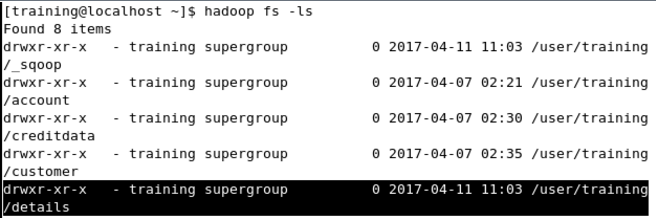 [training@localhost ~]$ hadoop fs -ls
Found 8 items
drwxr-xr-x   - training supergroup          0 2017-04-11 11:03 /user/training
/_sqoop
drwxr-xr-x   - training supergroup          0 2017-04-07 02:21 /user/training
/account
drwxr-xr-x   - training supergroup          0 2017-04-07 02:30 /user/training
/creditdata
drwxr-xr-x   - training supergroup          0 2017-04-07 02:35 /user/training
/customer
drwxr-xr-x   - training supergroup          0 2017-04-11 11:03 /user/training
/details